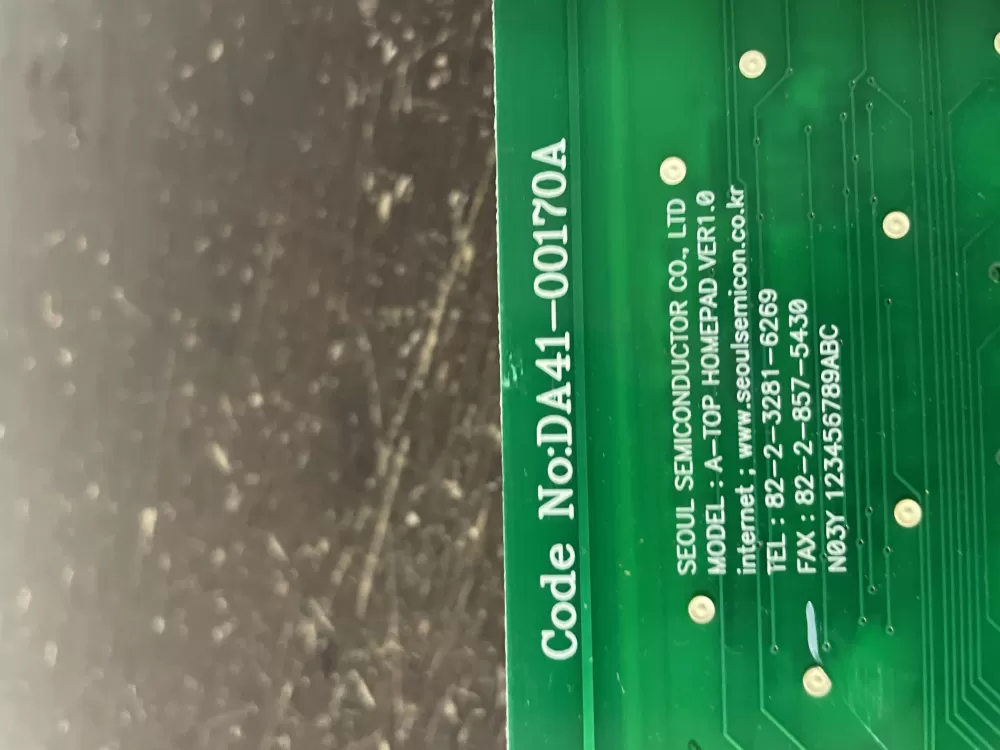 Code No:DA41-00170A
SEOUL SEMICONDUCTOR CO., LTD
MODEL : A-TOP HOMEPAD VER1.0
internet : www.seoulsemicon.co.kr
TEL : 82-2-3281-6269
FAX : 82-2-857-5430
N03Y 123456789ABC